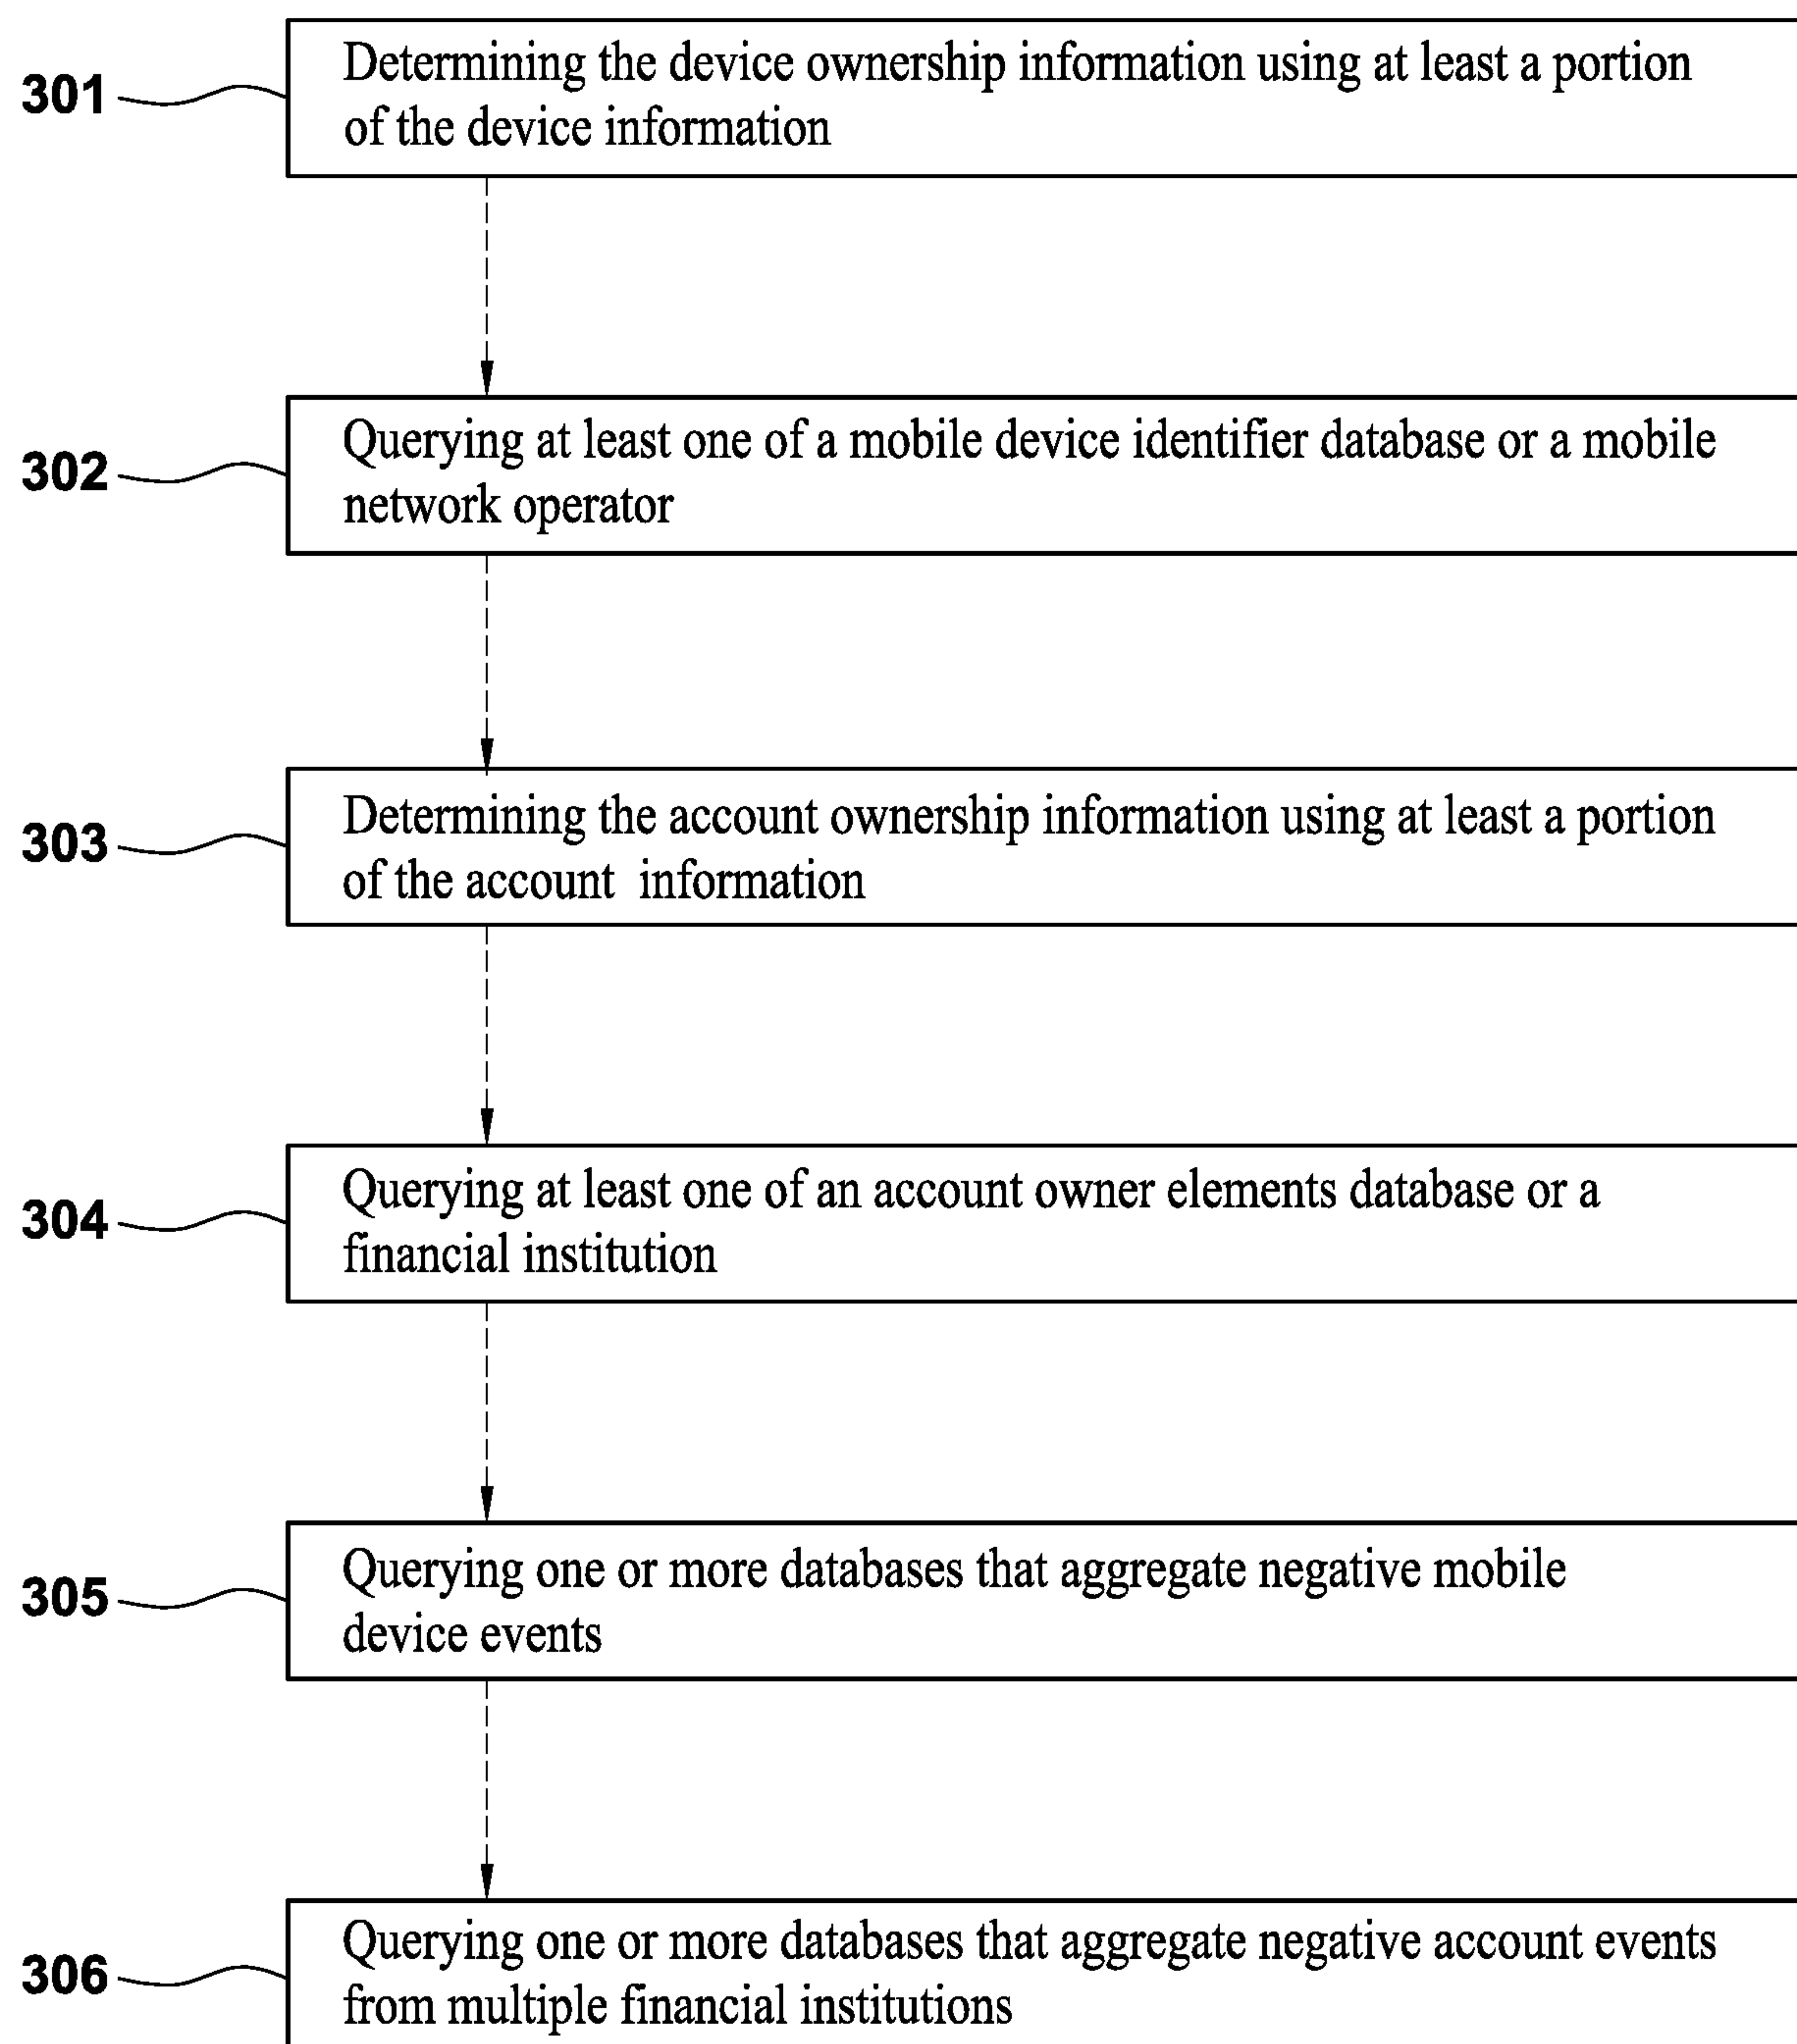 301
Determining the device ownership information using at least a portion
of the device information
302
Querying at least one of a mobile device identifier database or a mobile
network operator
303
Determining the account ownership information using at least a portion
of the account information
304
Querying at least one of an account owner elements database or a
financial institution
305
Querying one or more databases that aggregate negative mobile
device events
306
Querying one or more databases that aggregate negative account events
from multiple financial institutions